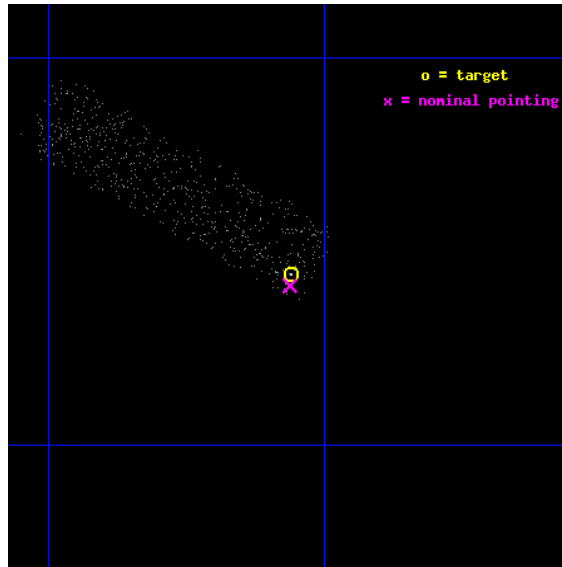 o = target
x = nominal pointing